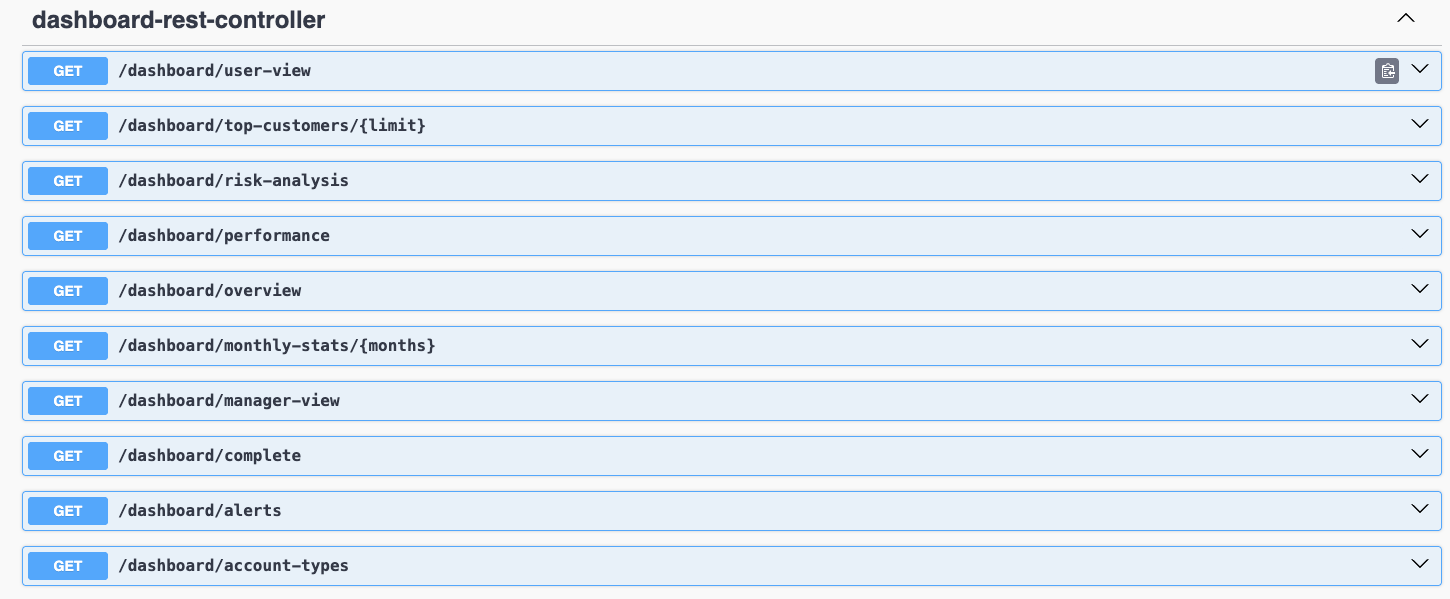 dashboard-rest-controller
GET /dashboard/user-view
GET /dashboard/top-customers/{limit}
GET /dashboard/risk-analysis
GET /dashboard/performance
GET /dashboard/overview
GET /dashboard/monthly-stats/{months}
GET /dashboard/manager-view
GET /dashboard/complete
GET /dashboard/alerts
GET /dashboard/account-types